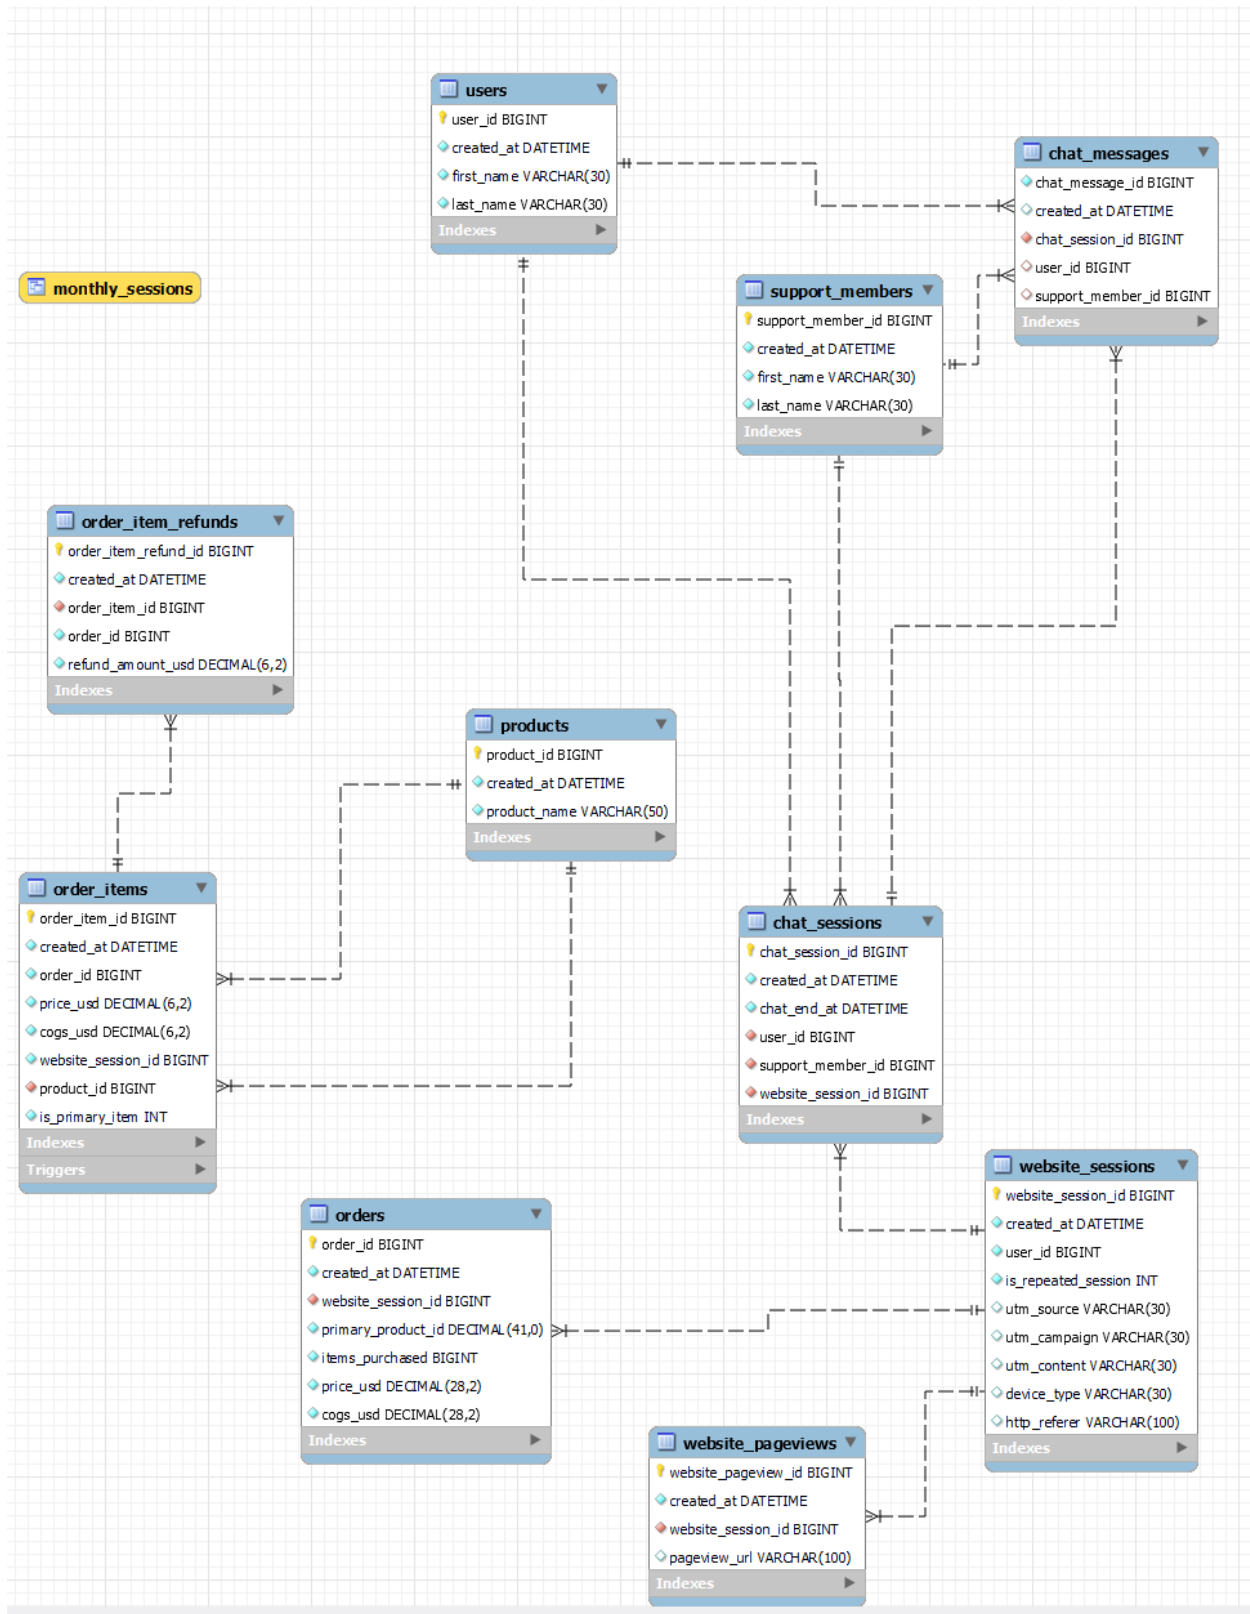 users
user_id BIGINT
created_at DATETIME
first_name VARCHAR(30)
last_name VARCHAR(30)
Indexes
chat_messages
chat_message_id BIGINT
created_at DATETIME
chat_session_id BIGINT
user_id BIGINT
support_member_id BIGINT
Indexes
monthly_sessions
support_members
support_member_id BIGINT
created_at DATETIME
first_name VARCHAR(30)
last_name VARCHAR(30)
Indexes
order_item_refunds
order_item_refund_id BIGINT
created_at DATETIME
order_item_id BIGINT
order_id BIGINT
refund_amount_usd DECIMAL(6,2)
Indexes
products
product_id BIGINT
created_at DATETIME
product_name VARCHAR(50)
Indexes
order_items
order_item_id BIGINT
created_at DATETIME
order_id BIGINT
price_usd DECIMAL(6,2)
cogs_usd DECIMAL(6,2)
website_session_id BIGINT
product_id BIGINT
is_primary_item INT
Indexes
Triggers
chat_sessions
chat_session_id BIGINT
created_at DATETIME
chat_end_at DATETIME
user_id BIGINT
support_member_id BIGINT
website_session_id BIGINT
Indexes
orders
order_id BIGINT
created_at DATETIME
website_session_id BIGINT
primary_product_id DECIMAL(41,0)
items_purchased BIGINT
price_usd DECIMAL(28,2)
cogs_usd DECIMAL(28,2)
Indexes
website_sessions
website_session_id BIGINT
created_at DATETIME
user_id BIGINT
is_repeated_session INT
utm_source VARCHAR(30)
utm_campaign VARCHAR(30)
utm_content VARCHAR(30)
device_type VARCHAR(30)
http_referer VARCHAR(100)
Indexes
website_pageviews
website_pageview_id BIGINT
created_at DATETIME
website_session_id BIGINT
pageview_url VARCHAR(100)
Indexes